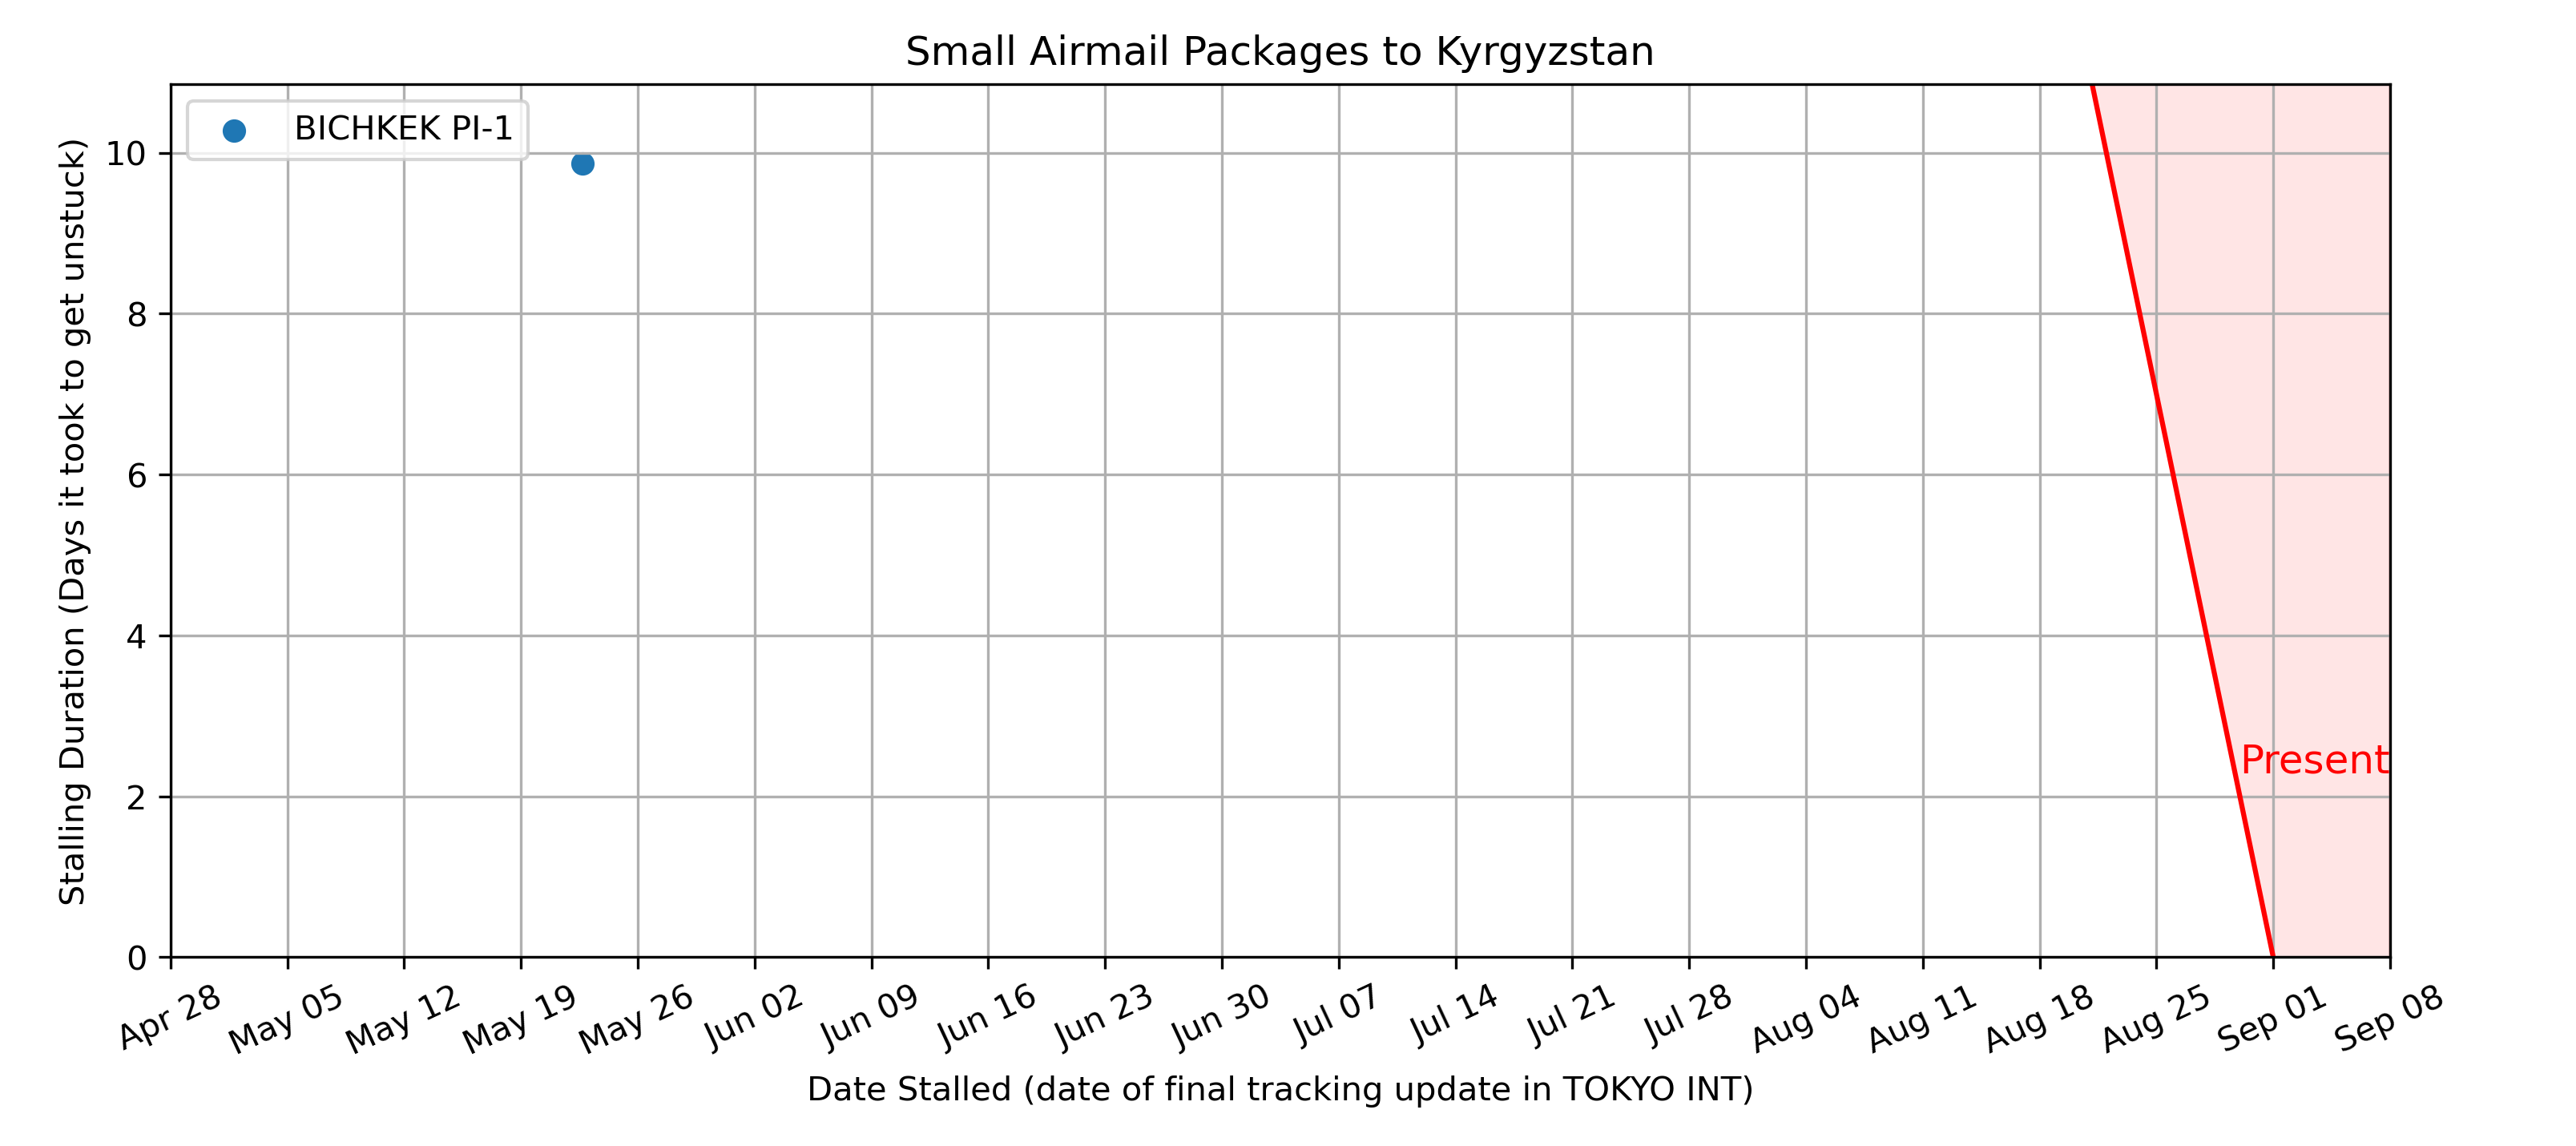 Small Airmail Packages to Kyrgyzstan
BICHKEK PI-1
Stalling Duration (Days it took to get unstuck)
10
8
6
4
2
0
Present
Apr 28
May 05
May 12
May 19
May 26
Jun 02
Jun 09
Jun 16
Jun 23
Jun 30
Jul 07
Jul 14
Jul 21
Jul 28
Aug 04
Aug 11
Aug 18
Aug 25
Sep 01
Sep 08
Date Stalled (date of final tracking update in TOKYO INT)